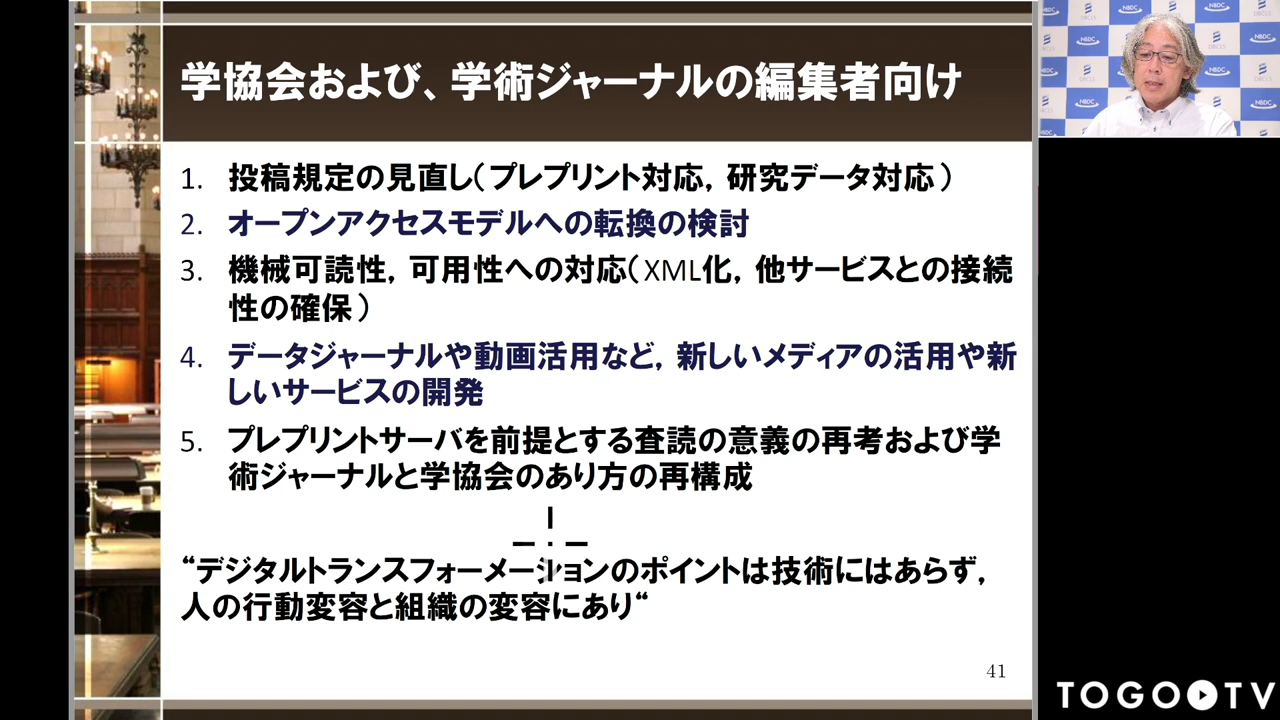 学協会および、学術ジャーナルの編集者向け
1. 投稿規定の見直し（プレプリント対応，研究データ対応）
2. オープンアクセスモデルへの転換の検討
3. 機械可読性，可用性への対応（XML化，他サービスとの接続
性の確保）
4. データジャーナルや動画活用など，新しいメディアの活用や新
しいサービスの開発
5. プレプリントサーバを前提とする査読の意義の再考および学
術ジャーナルと学協会のあり方の再構成
“デジタルトランスフォーメーションのポイントは技術にはあらず，
人の行動変容と組織の変容にあり“
41
NBDC
DBCLS
TOGO TV